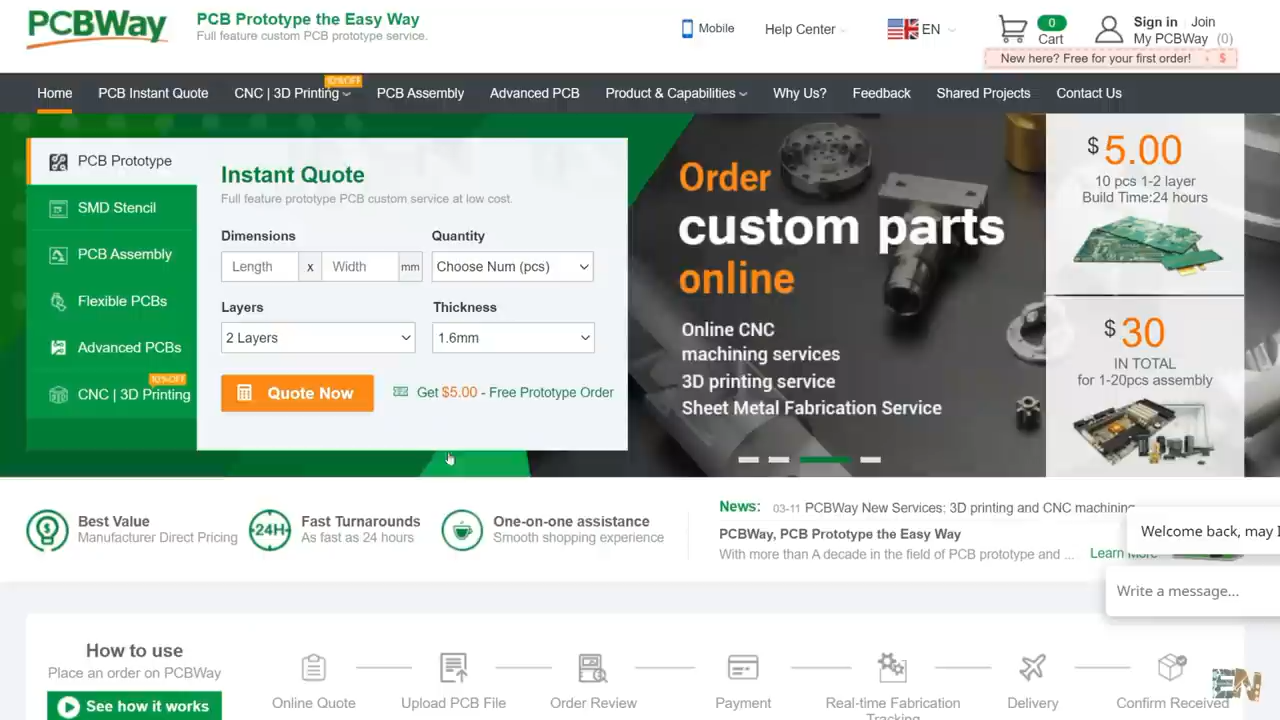 PCBWay
PCB Prototype the Easy Way
Full feature custom PCB prototype service.
Mobile
Help Center
EN
0
Cart
Sign in Join
My PCBWay (0)
New here? Free for your first order! $
Home
PCB Instant Quote
10%OFF
CNC | 3D Printing
PCB Assembly
Advanced PCB
Product & Capabilities
Why Us?
Feedback
Shared Projects
Contact Us
PCB Prototype
SMD Stencil
PCB Assembly
Flexible PCBs
Advanced PCBs
10%OFF
CNC | 3D Printing
Instant Quote
Full feature prototype PCB custom service at low cost.
Dimensions
Quantity
Length x Width mm
Choose Num (pcs)
Layers
Thickness
2 Layers
1.6mm
Quote Now
Get $5.00 - Free Prototype Order
Order
custom parts
online
Online CNC
machining services
3D printing service
Sheet Metal Fabrication Service
$ 5.00
10 pcs 1-2 layer
Build Time:24 hours
$ 30
IN TOTAL
for 1-20pcs assembly
Best Value
Manufacturer Direct Pricing
24H
Fast Turnarounds
As fast as 24 hours
One-on-one assistance
Smooth shopping experience
News: 03-11 PCBWay New Services: 3D printing and CNC machining
PCBWay, PCB Prototype the Easy Way
With more than A decade in the field of PCB prototype and ...
Learn More
Welcome back, may I
Write a message...
How to use
Place an order on PCBWay
See how it works
Online Quote
Upload PCB File
Order Review
Payment
Real-time Fabrication
Tracking
Delivery
Confirm Received
EN